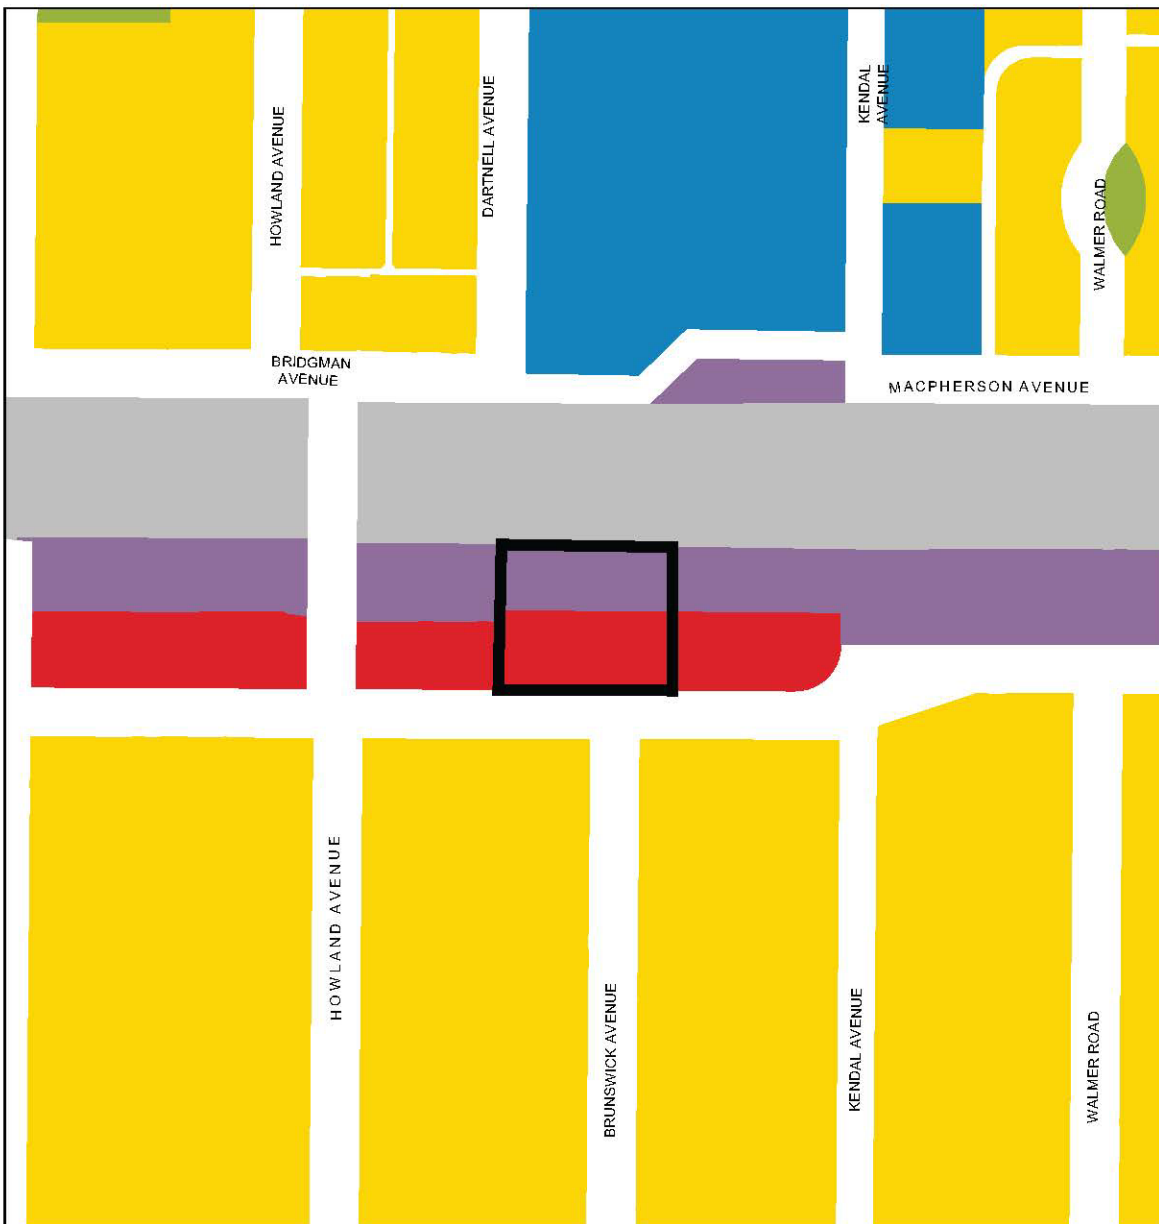 KENDAL
AVENUE
HOWLAND AVENUE
DARTNELL AVENUE
WALMER ROAD
BRIDGMAN
AVENUE
MACPHERSON AVENUE
HOWLAND AVENUE
BRUNSWICK AVENUE
KENDAL AVENUE
WALMER ROAD